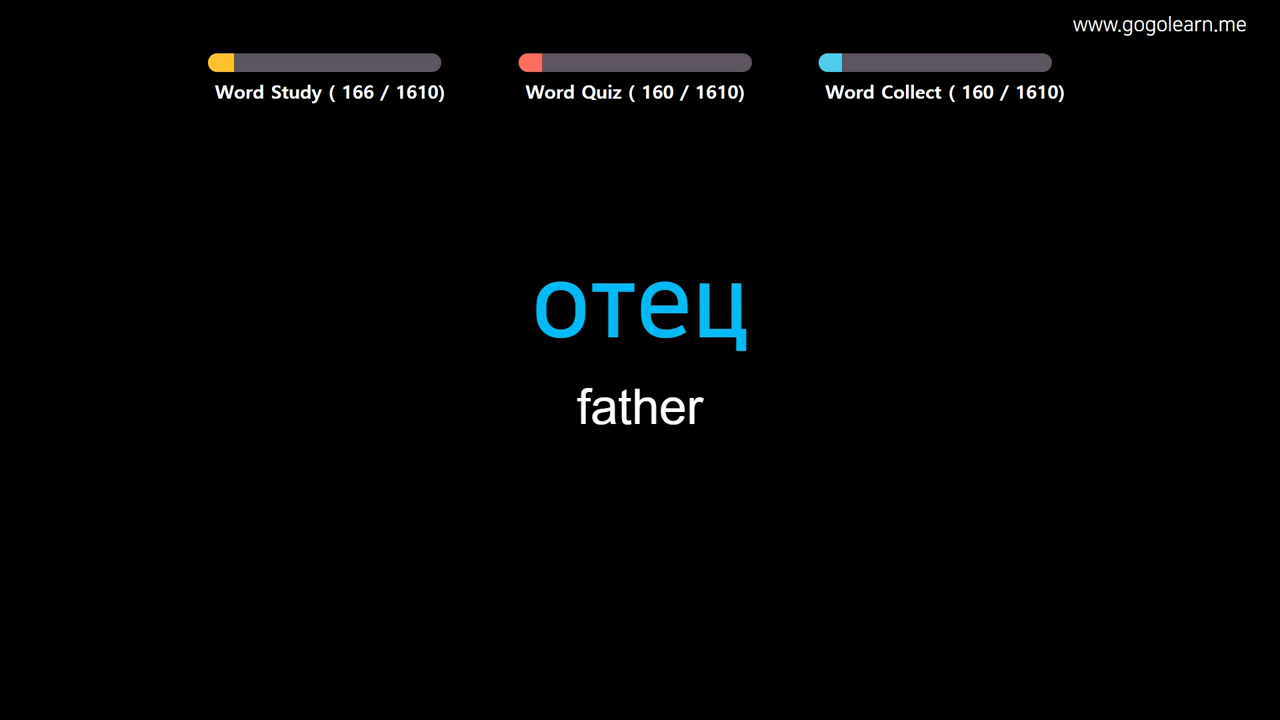 www.gogolearn.me
Word Study ( 166 / 1610)
Word Quiz ( 160 / 1610)
Word Collect ( 160 / 1610)
отец
father